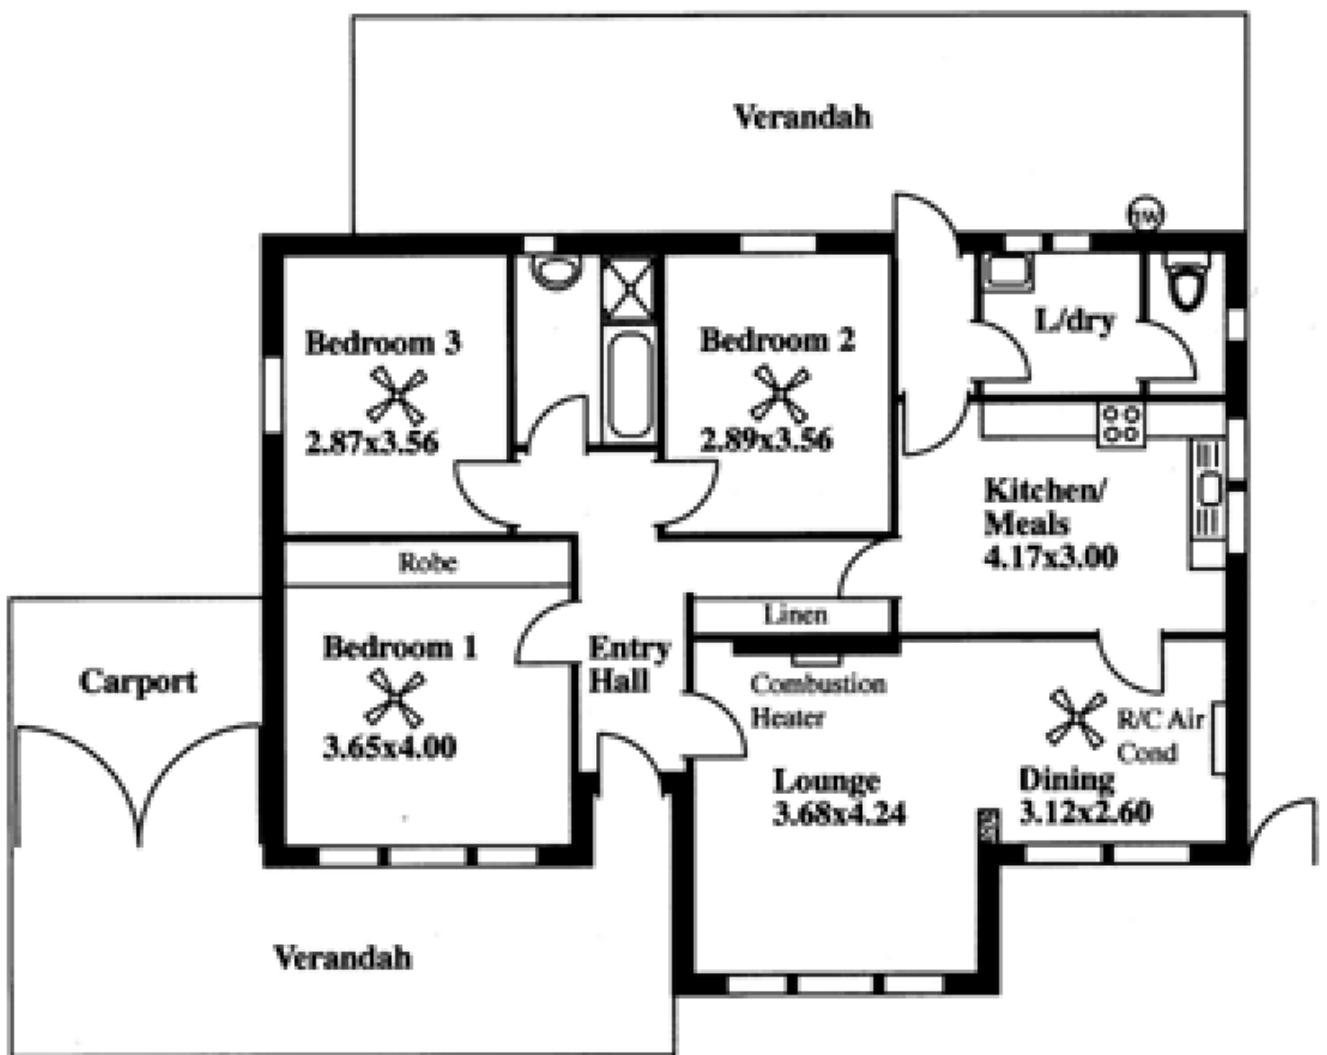 Verandah
Bedroom 3
2.87x3.56
Bedroom 2
2.89x3.56
L/dry
Kitchen/
Meals
4.17x3.00
Robe
Linen
Carport
Bedroom 1
3.65x4.00
Entry
Hall
Combustion
Heater
R/C Air
Cond
Lounge
3.68x4.24
Dining
3.12x2.60
Verandah